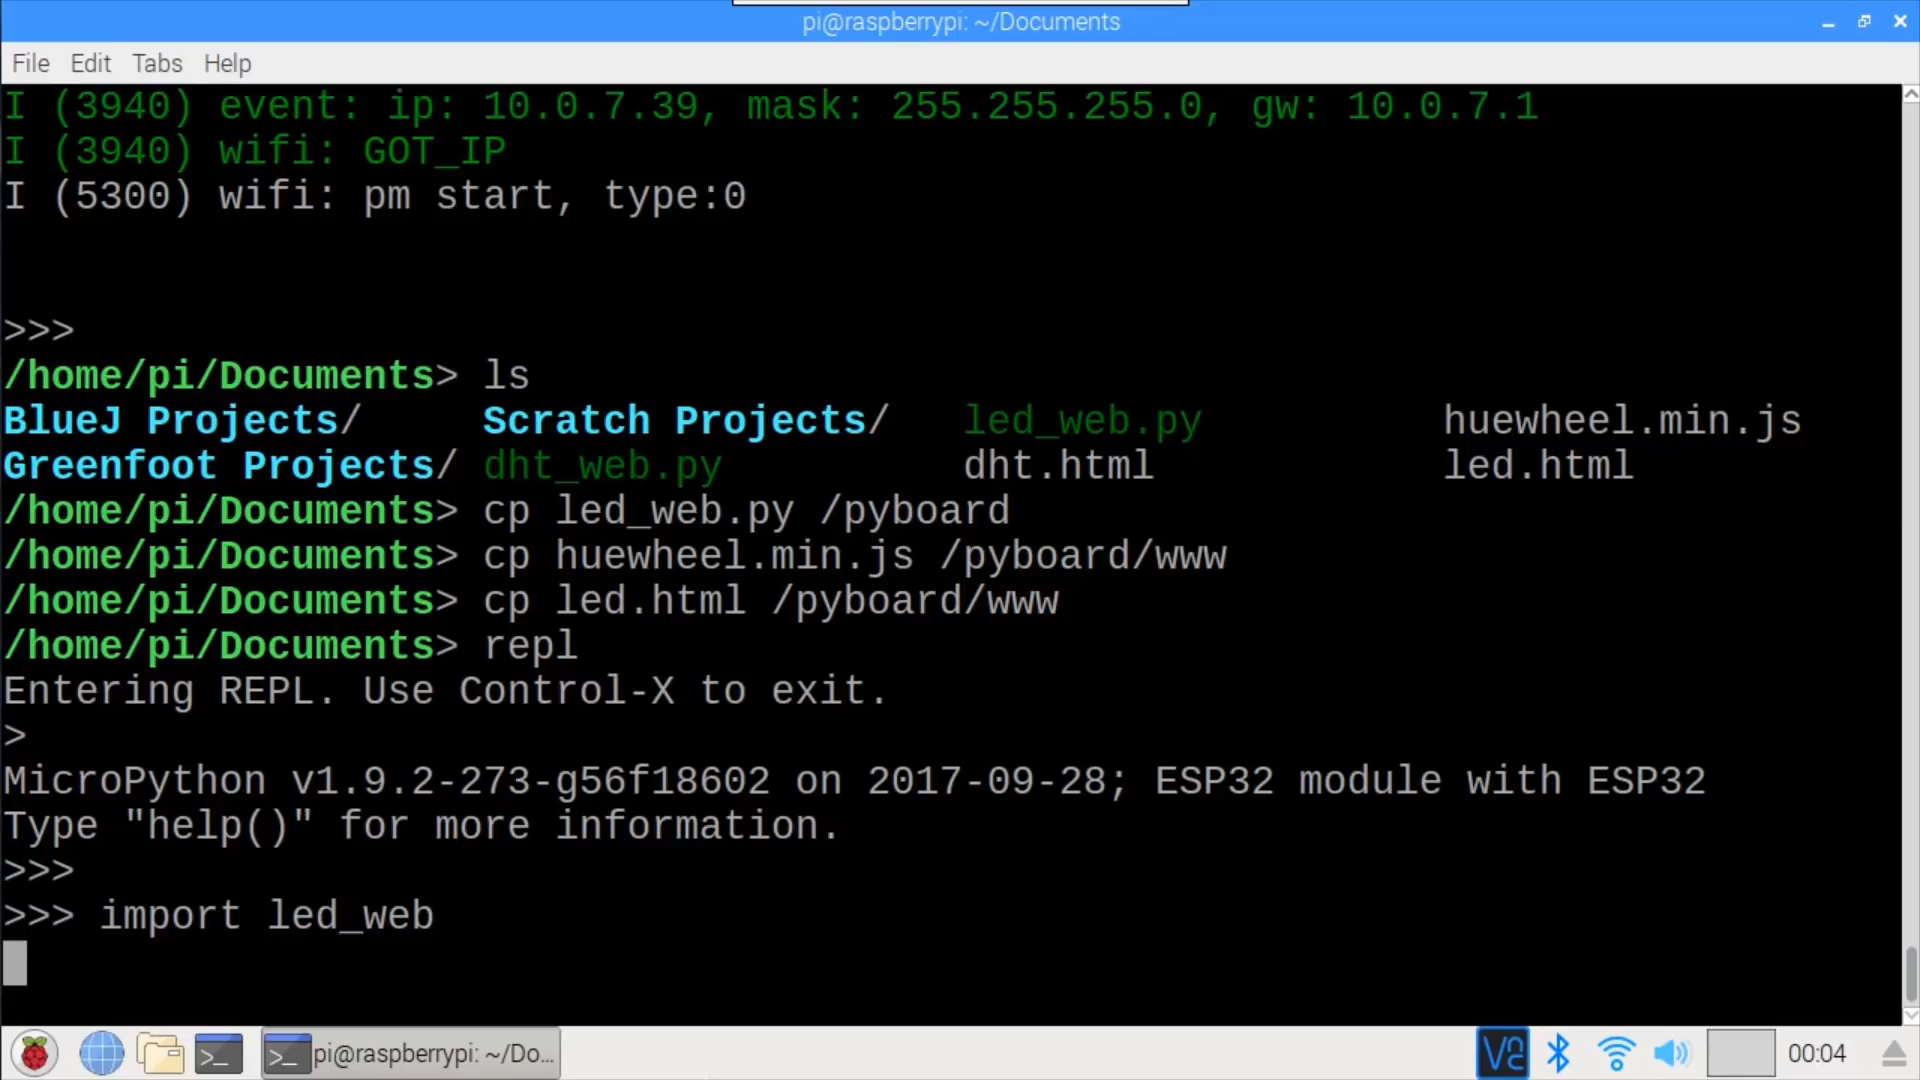 pi@raspberrypi: ~/Documents
File Edit Tabs Help
I (3940) event: ip: 10.0.7.39, mask: 255.255.255.0, gw: 10.0.7.1
I (3940) wifi: GOT_IP
I (5300) wifi: pm start, type:0
>>>
/home/pi/Documents> ls
BlueJ Projects/ Scratch Projects/ led_web.py huewheel.min.js
Greenfoot Projects/ dht_web.py dht.html led.html
/home/pi/Documents> cp led_web.py /pyboard
/home/pi/Documents> cp huewheel.min.js /pyboard/www
/home/pi/Documents> cp led.html /pyboard/www
/home/pi/Documents> repl
Entering REPL. Use Control-X to exit.
>
MicroPython v1.9.2-273-g56f18602 on 2017-09-28; ESP32 module with ESP32
Type "help()" for more information.
>>>
>>> import led_web
pi@raspberrypi: ~/Do... 00:04